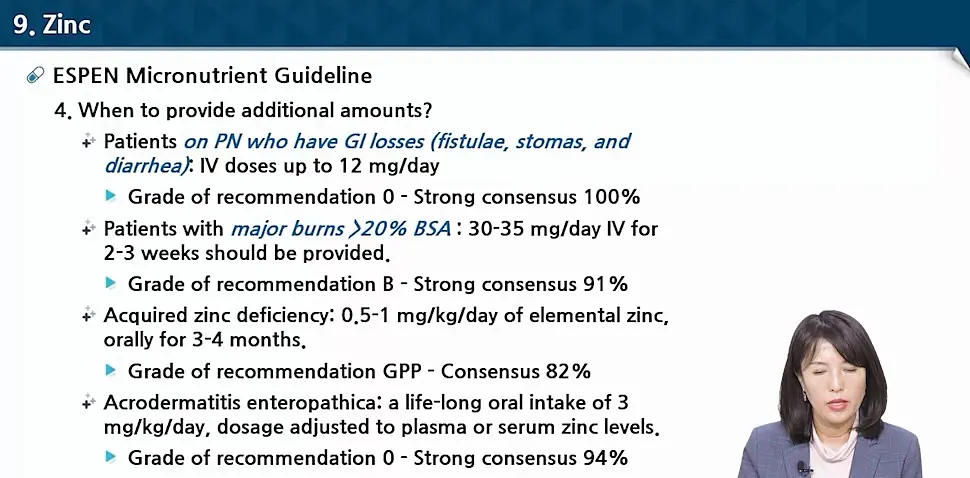 9. Zinc
ESPEN Micronutrient Guideline
4. When to provide additional amounts?
Patients on PN who have GI losses (fistulae, stomas, and
diarrhea): IV doses up to 12 mg/day
Grade of recommendation 0 - Strong consensus 100%
Patients with major burns >20% BSA : 30-35 mg/day IV for
2-3 weeks should be provided.
Grade of recommendation B - Strong consensus 91%
Acquired zinc deficiency: 0.5-1 mg/kg/day of elemental zinc,
orally for 3-4 months.
Grade of recommendation GPP - Consensus 82%
Acrodermatitis enteropathica: a life-long oral intake of 3
mg/kg/day, dosage adjusted to plasma or serum zinc levels.
Grade of recommendation 0 - Strong consensus 94%